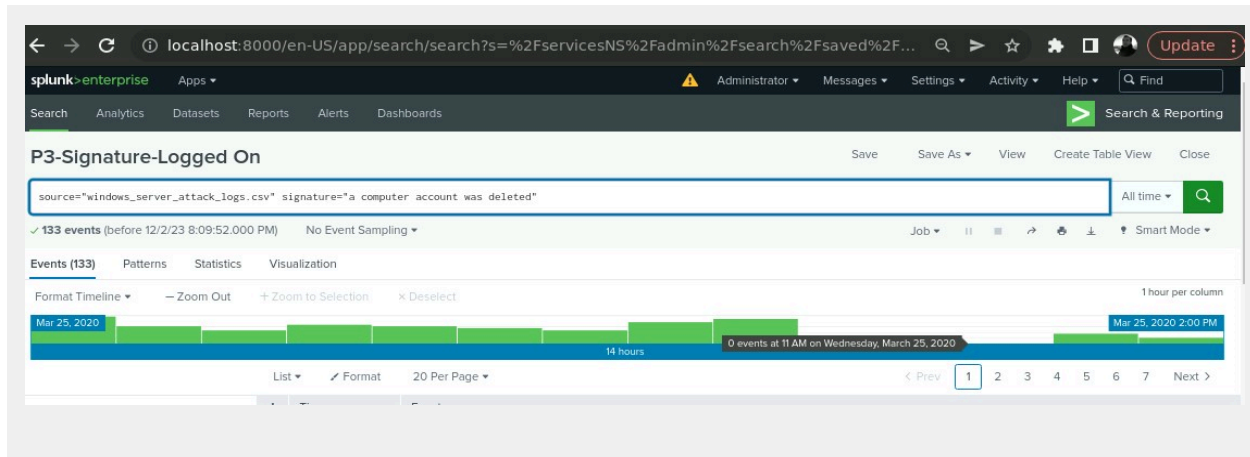 localhost:8000/en-US/app/search/search?s=%2FservicesNS%2Fadmin%2Fsearch%2Fsaved%2F... Update
splunk>enterprise Apps Administrator Messages Settings Activity Help Find
Search Analytics Datasets Reports Alerts Dashboards Search & Reporting
P3-Signature-Logged On Save Save As View Create Table View Close
source="windows_server_attack_logs.csv" signature="a computer account was deleted" All time
133 events (before 12/2/23 8:09:52.000 PM) No Event Sampling Job Smart Mode
Events (133) Patterns Statistics Visualization
Format Timeline – Zoom Out + Zoom to Selection × Deselect 1 hour per column
Mar 25, 2020 Mar 25, 2020 2:00 PM
0 events at 11 AM on Wednesday, March 25, 2020
14 hours
List Format 20 Per Page < Prev 1 2 3 4 5 6 7 Next >